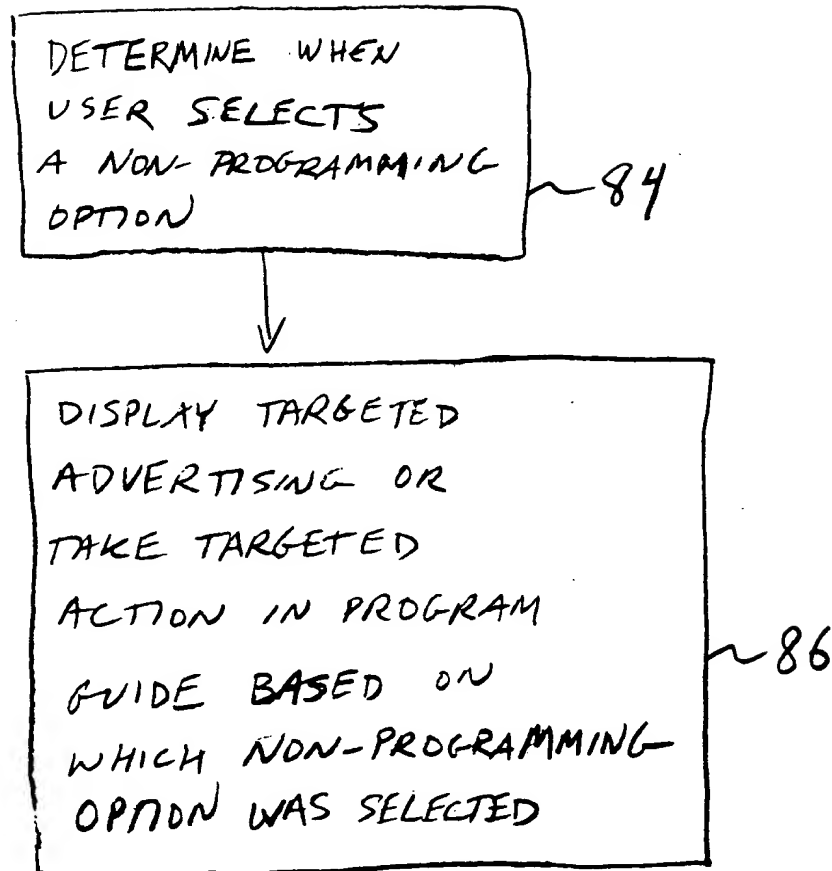 DETERMINE WHEN
USER SELECTS
A NON-PROGRAMMING
OPTION
84
DISPLAY TARGETED
ADVERTISING OR
TAKE TARGETED
ACTION IN PROGRAM
GUIDE BASED ON
WHICH NON-PROGRAMMING
OPTION WAS SELECTED
86